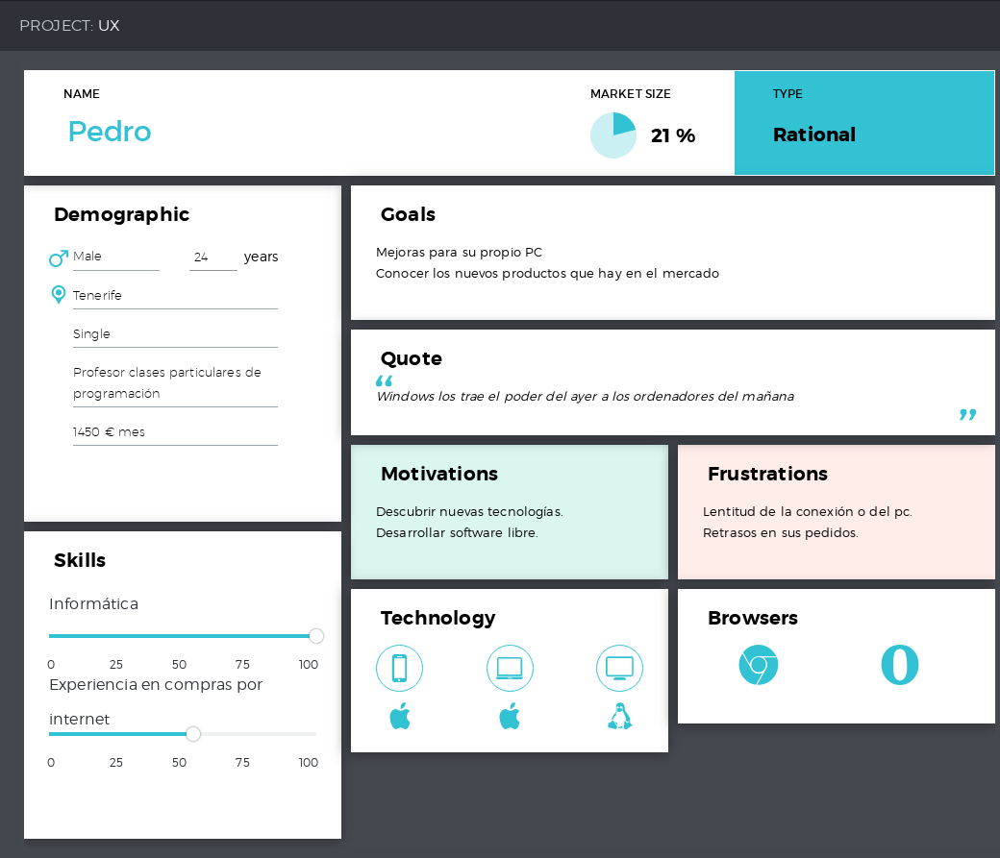 PROJECT: UX
NAME
Pedro
MARKET SIZE
21 %
TYPE
Rational
Demographic
Male
24 years
Tenerife
Single
Profesor clases particulares de
programación
1450 € mes
Goals
Mejoras para su propio PC
Conocer los nuevos productos que hay en el mercado
Quote
“
Windows los trae el poder del ayer a los ordenadores del mañana
”
Motivations
Descubrir nuevas tecnologías.
Desarrollar software libre.
Frustrations
Lentitud de la conexión o del pc.
Retrasos en sus pedidos.
Skills
Informática
0 25 50 75 100
Experiencia en compras por
internet
0 25 50 75 100
Technology
Browsers